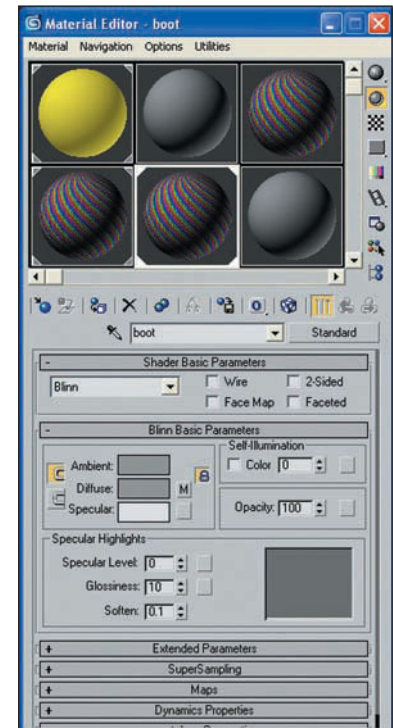 Material Editor - boot
Material Navigation Options Utilities
boot
Standard
- Shader Basic Parameters
Blinn
Wire 2-Sided
Face Map Faceted
- Blinn Basic Parameters
Self-Illumination
Ambient:
Color 0
Diffuse: M
Specular:
Opacity: 100
Specular Highlights
Specular Level: 0
Glossiness: 10
Soften: 0.1
+ Extended Parameters
+ SuperSampling
+ Maps
+ Dynamics Properties